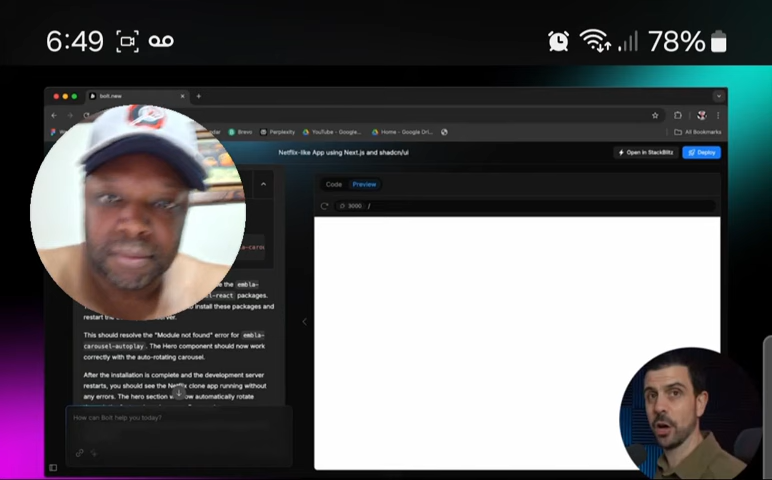 6:49
78%
bolt.new
Brevo
Perplexity
YouTube - Google...
Home - Google Dri...
All Bookmarks
Netflix-like App using Next.js and shadcn/ui
Open in StackBlitz
Deploy
Code
Preview
3000
/
the embla-
packages.
install these packages and
restart the
server.
This should resolve the "Module not found" error for embla-
carousel-autoplay. The Hero component should now work
correctly with the auto-rotating carousel.
After the installation is complete and the development server
restarts, you should see the Netflix clone app running without
any errors. The hero section will now automatically rotate
How can Bolt help you today?